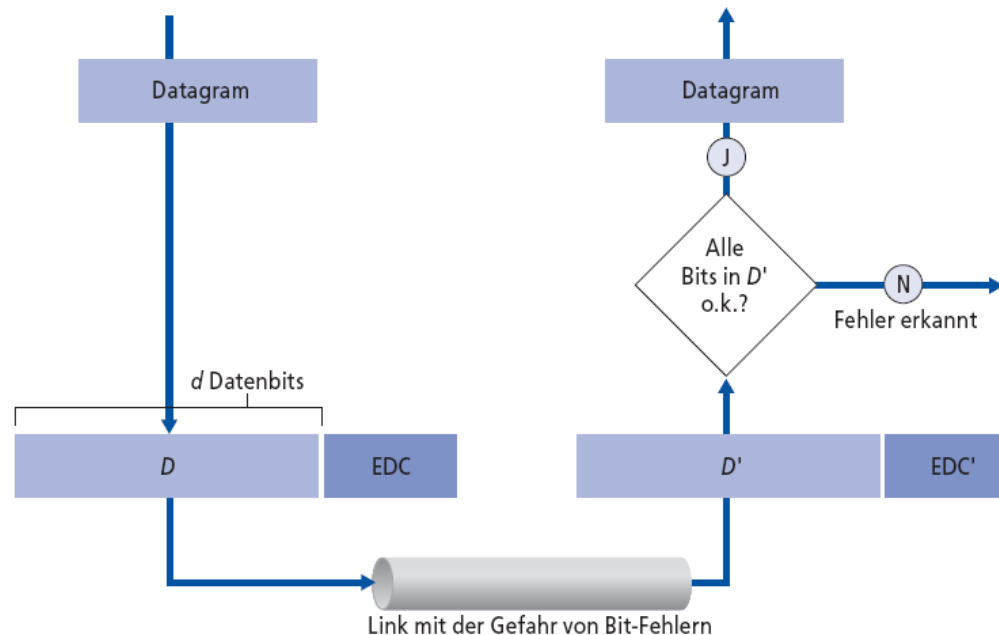 Datagram
Datagram
J
Alle
Bits in D'
o.k.?
N
Fehler erkannt
d Datenbits
D
EDC
D'
EDC'
Link mit der Gefahr von Bit-Fehlern